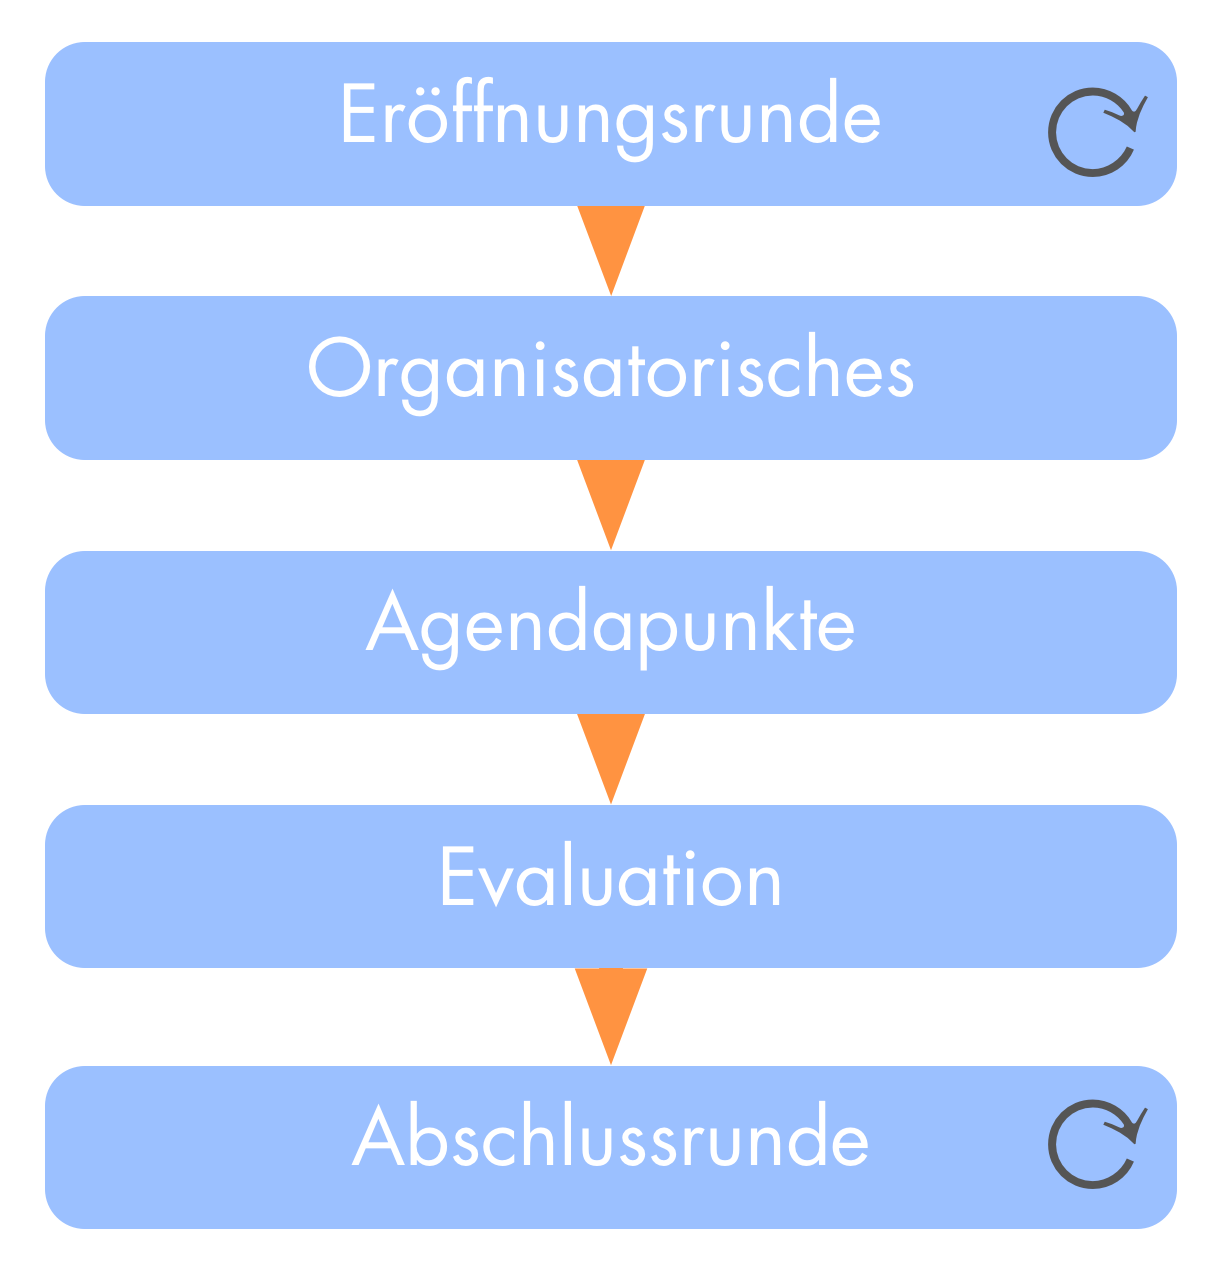 Eröffnungsrunde
Organisatorisches
Agendapunkte
Evaluation
Abschlussrunde